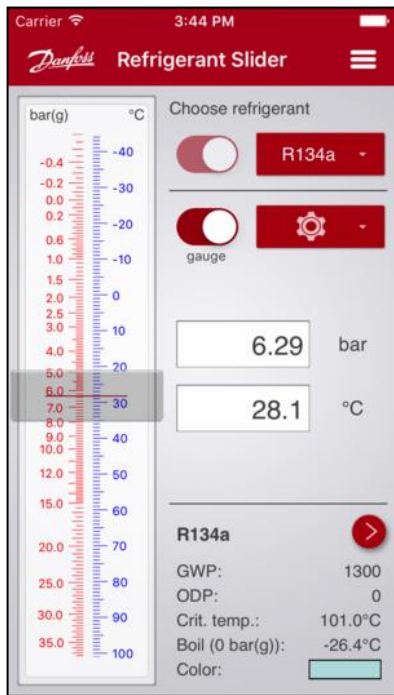 Carrier 3:44 PM
Danfoss Refrigerant Slider
bar(g) °C
Choose refrigerant
R134a
gauge
-0.4
-0.2
0.0
0.2
0.6
1.0
1.5
2.0
2.5
3.0
4.0
5.0
6.0
7.0
8.0
9.0
10.0
12.0
15.0
20.0
25.0
30.0
35.0
-40
-30
-20
-10
0
10
20
30
40
50
60
70
80
90
100
6.29 bar
28.1 °C
R134a
GWP: 1300
ODP: 0
Crit. temp.: 101.0°C
Boil (0 bar(g)): -26.4°C
Color: